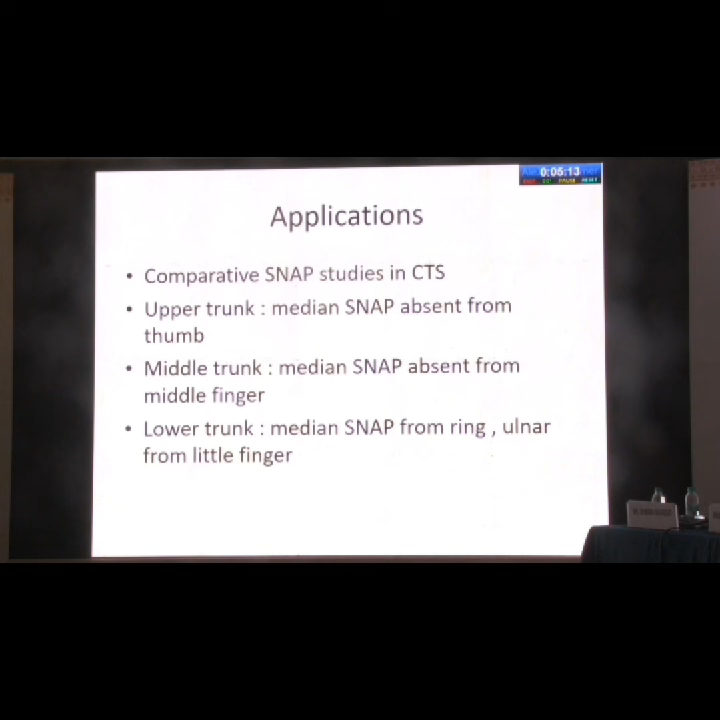 0:05:13
Applications
• Comparative SNAP studies in CTS
• Upper trunk : median SNAP absent from
thumb
• Middle trunk : median SNAP absent from
middle finger
• Lower trunk : median SNAP from ring , ulnar
from little finger